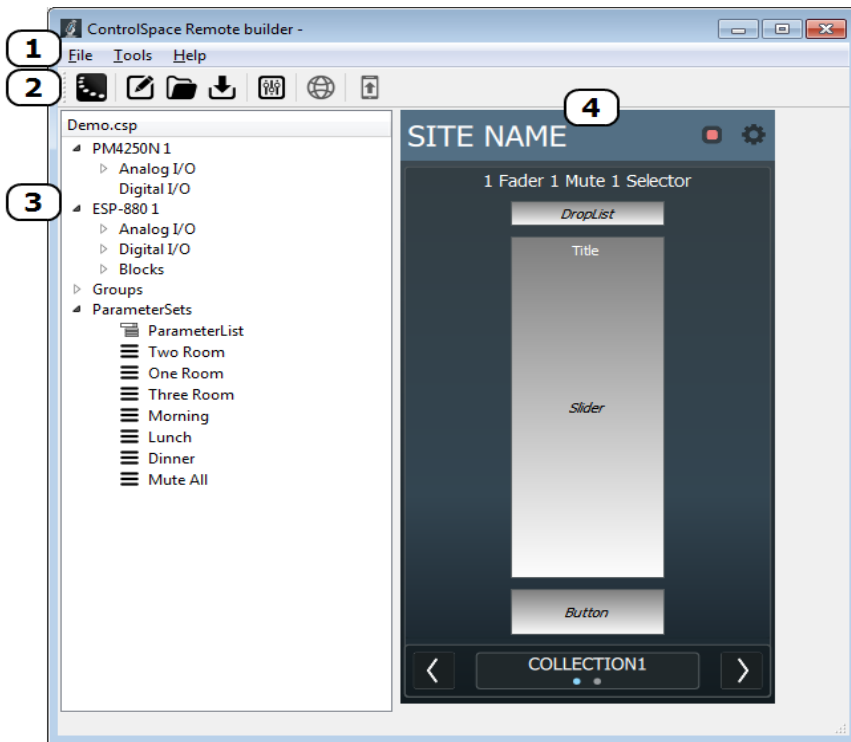 ControlSpace Remote builder -
1
File Tools Help
2
Demo.csp
PM4250N 1
Analog I/O
Digital I/O
3
ESP-880 1
Analog I/O
Digital I/O
Blocks
Groups
ParameterSets
ParameterList
Two Room
One Room
Three Room
Morning
Lunch
Dinner
Mute All
4
SITE NAME
1 Fader 1 Mute 1 Selector
DropList
Title
Slider
Button
COLLECTION1